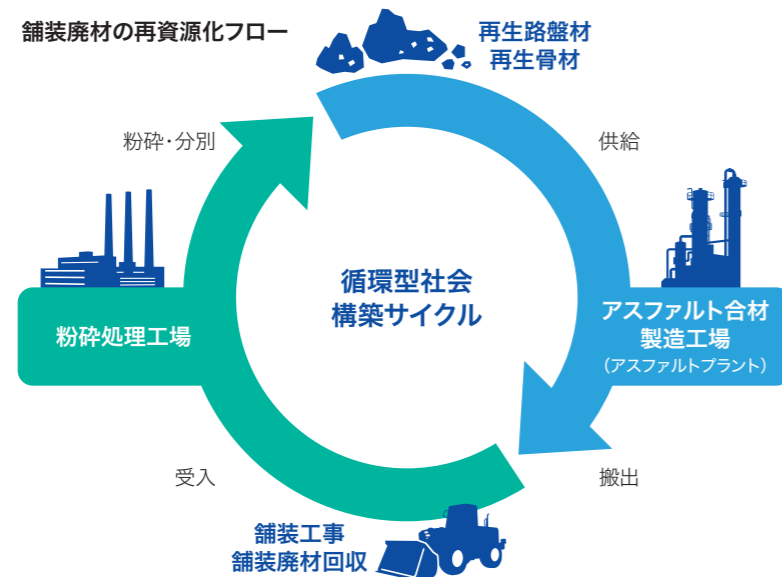 舗装廃材の再資源化フロー
再生路盤材
再生骨材
粉砕・分別
供給
循環型社会
構築サイクル
粉砕処理工場
アスファルト合材
製造工場
(アスファルトプラント)
受入
搬出
舗装工事
舗装廃材回収